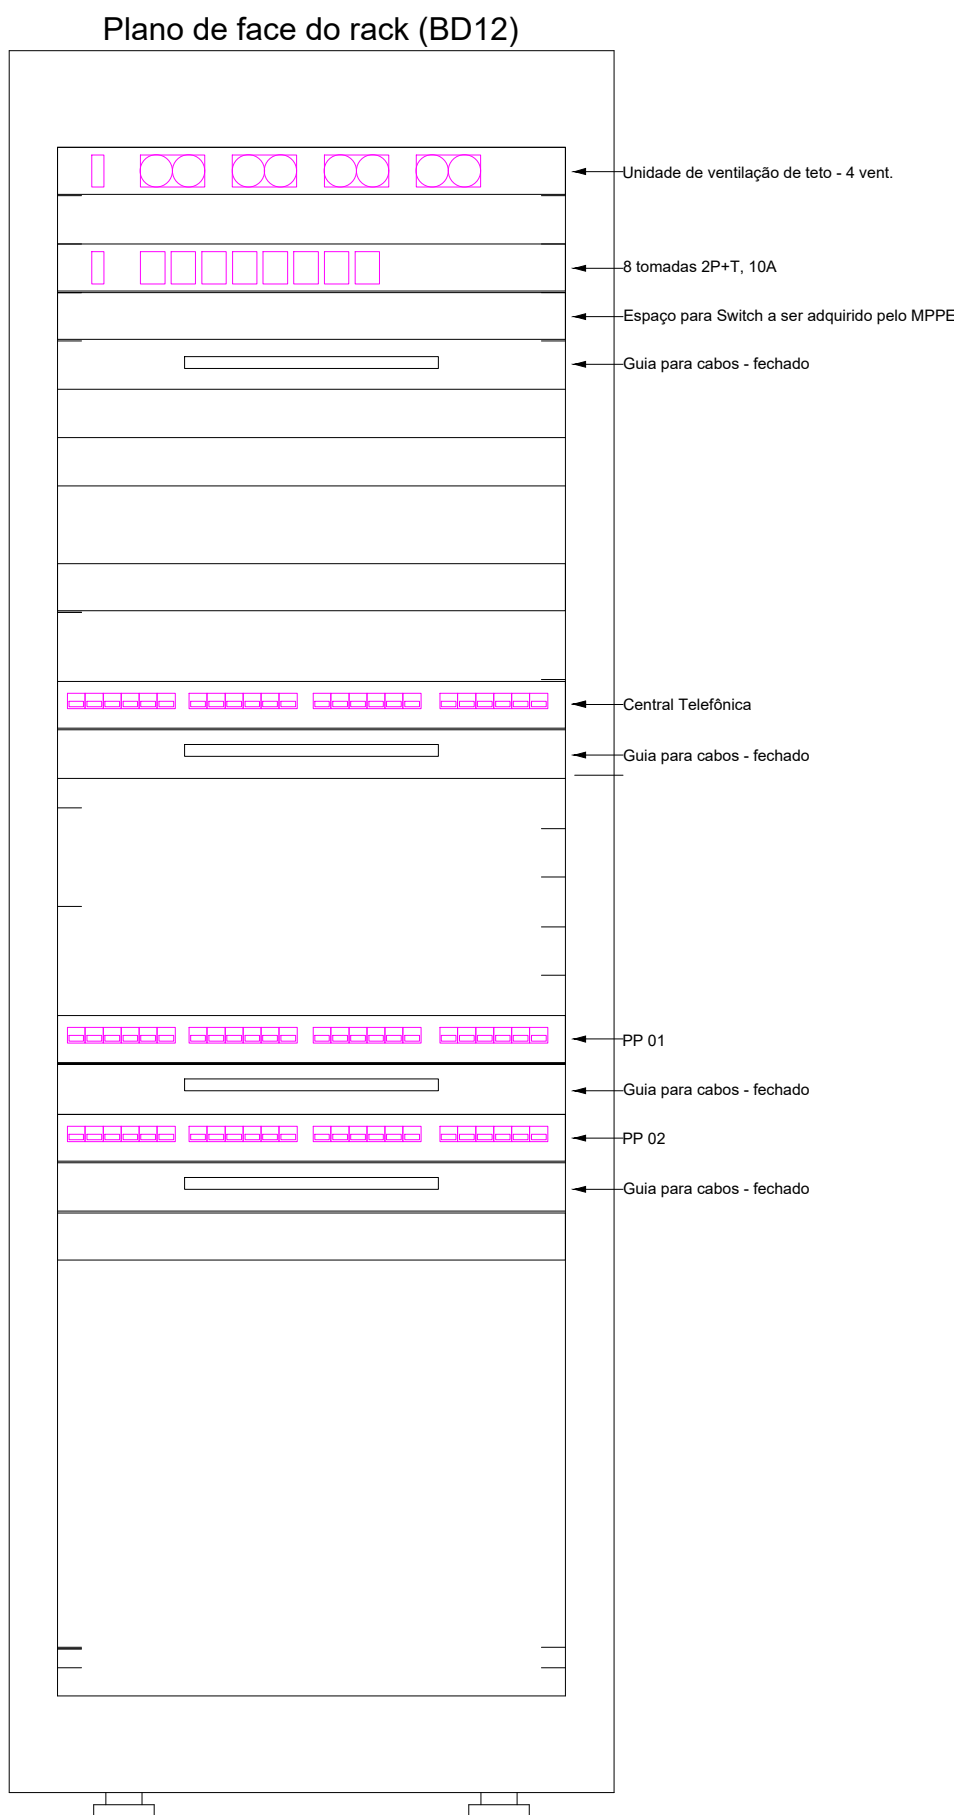 Plano de face do rack (BD12)
Unidade de ventilação de teto - 4 vent.
8 tomadas 2P+T, 10A
Espaço para Switch a ser adquirido pelo MPPE
Guia para cabos - fechado
Central Telefônica
Guia para cabos - fechado
PP 01
Guia para cabos - fechado
PP 02
Guia para cabos - fechado